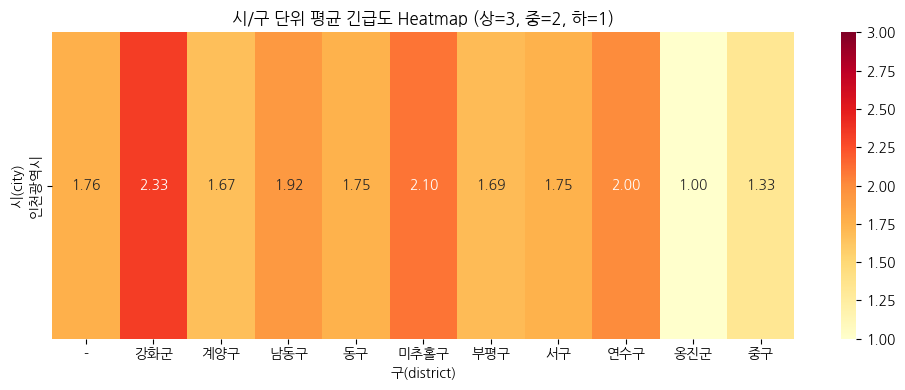 시/구 단위 평균 긴급도 Heatmap (상=3, 중=2, 하=1)
시(city)
인천광역시
1.76 2.33 1.67 1.92 1.75 2.10 1.69 1.75 2.00 1.00 1.33
- 강화군 계양구 남동구 동구 미추홀구 부평구 서구 연수구 옹진군 중구
구(district)
3.00
2.75
2.50
2.25
2.00
1.75
1.50
1.25
1.00